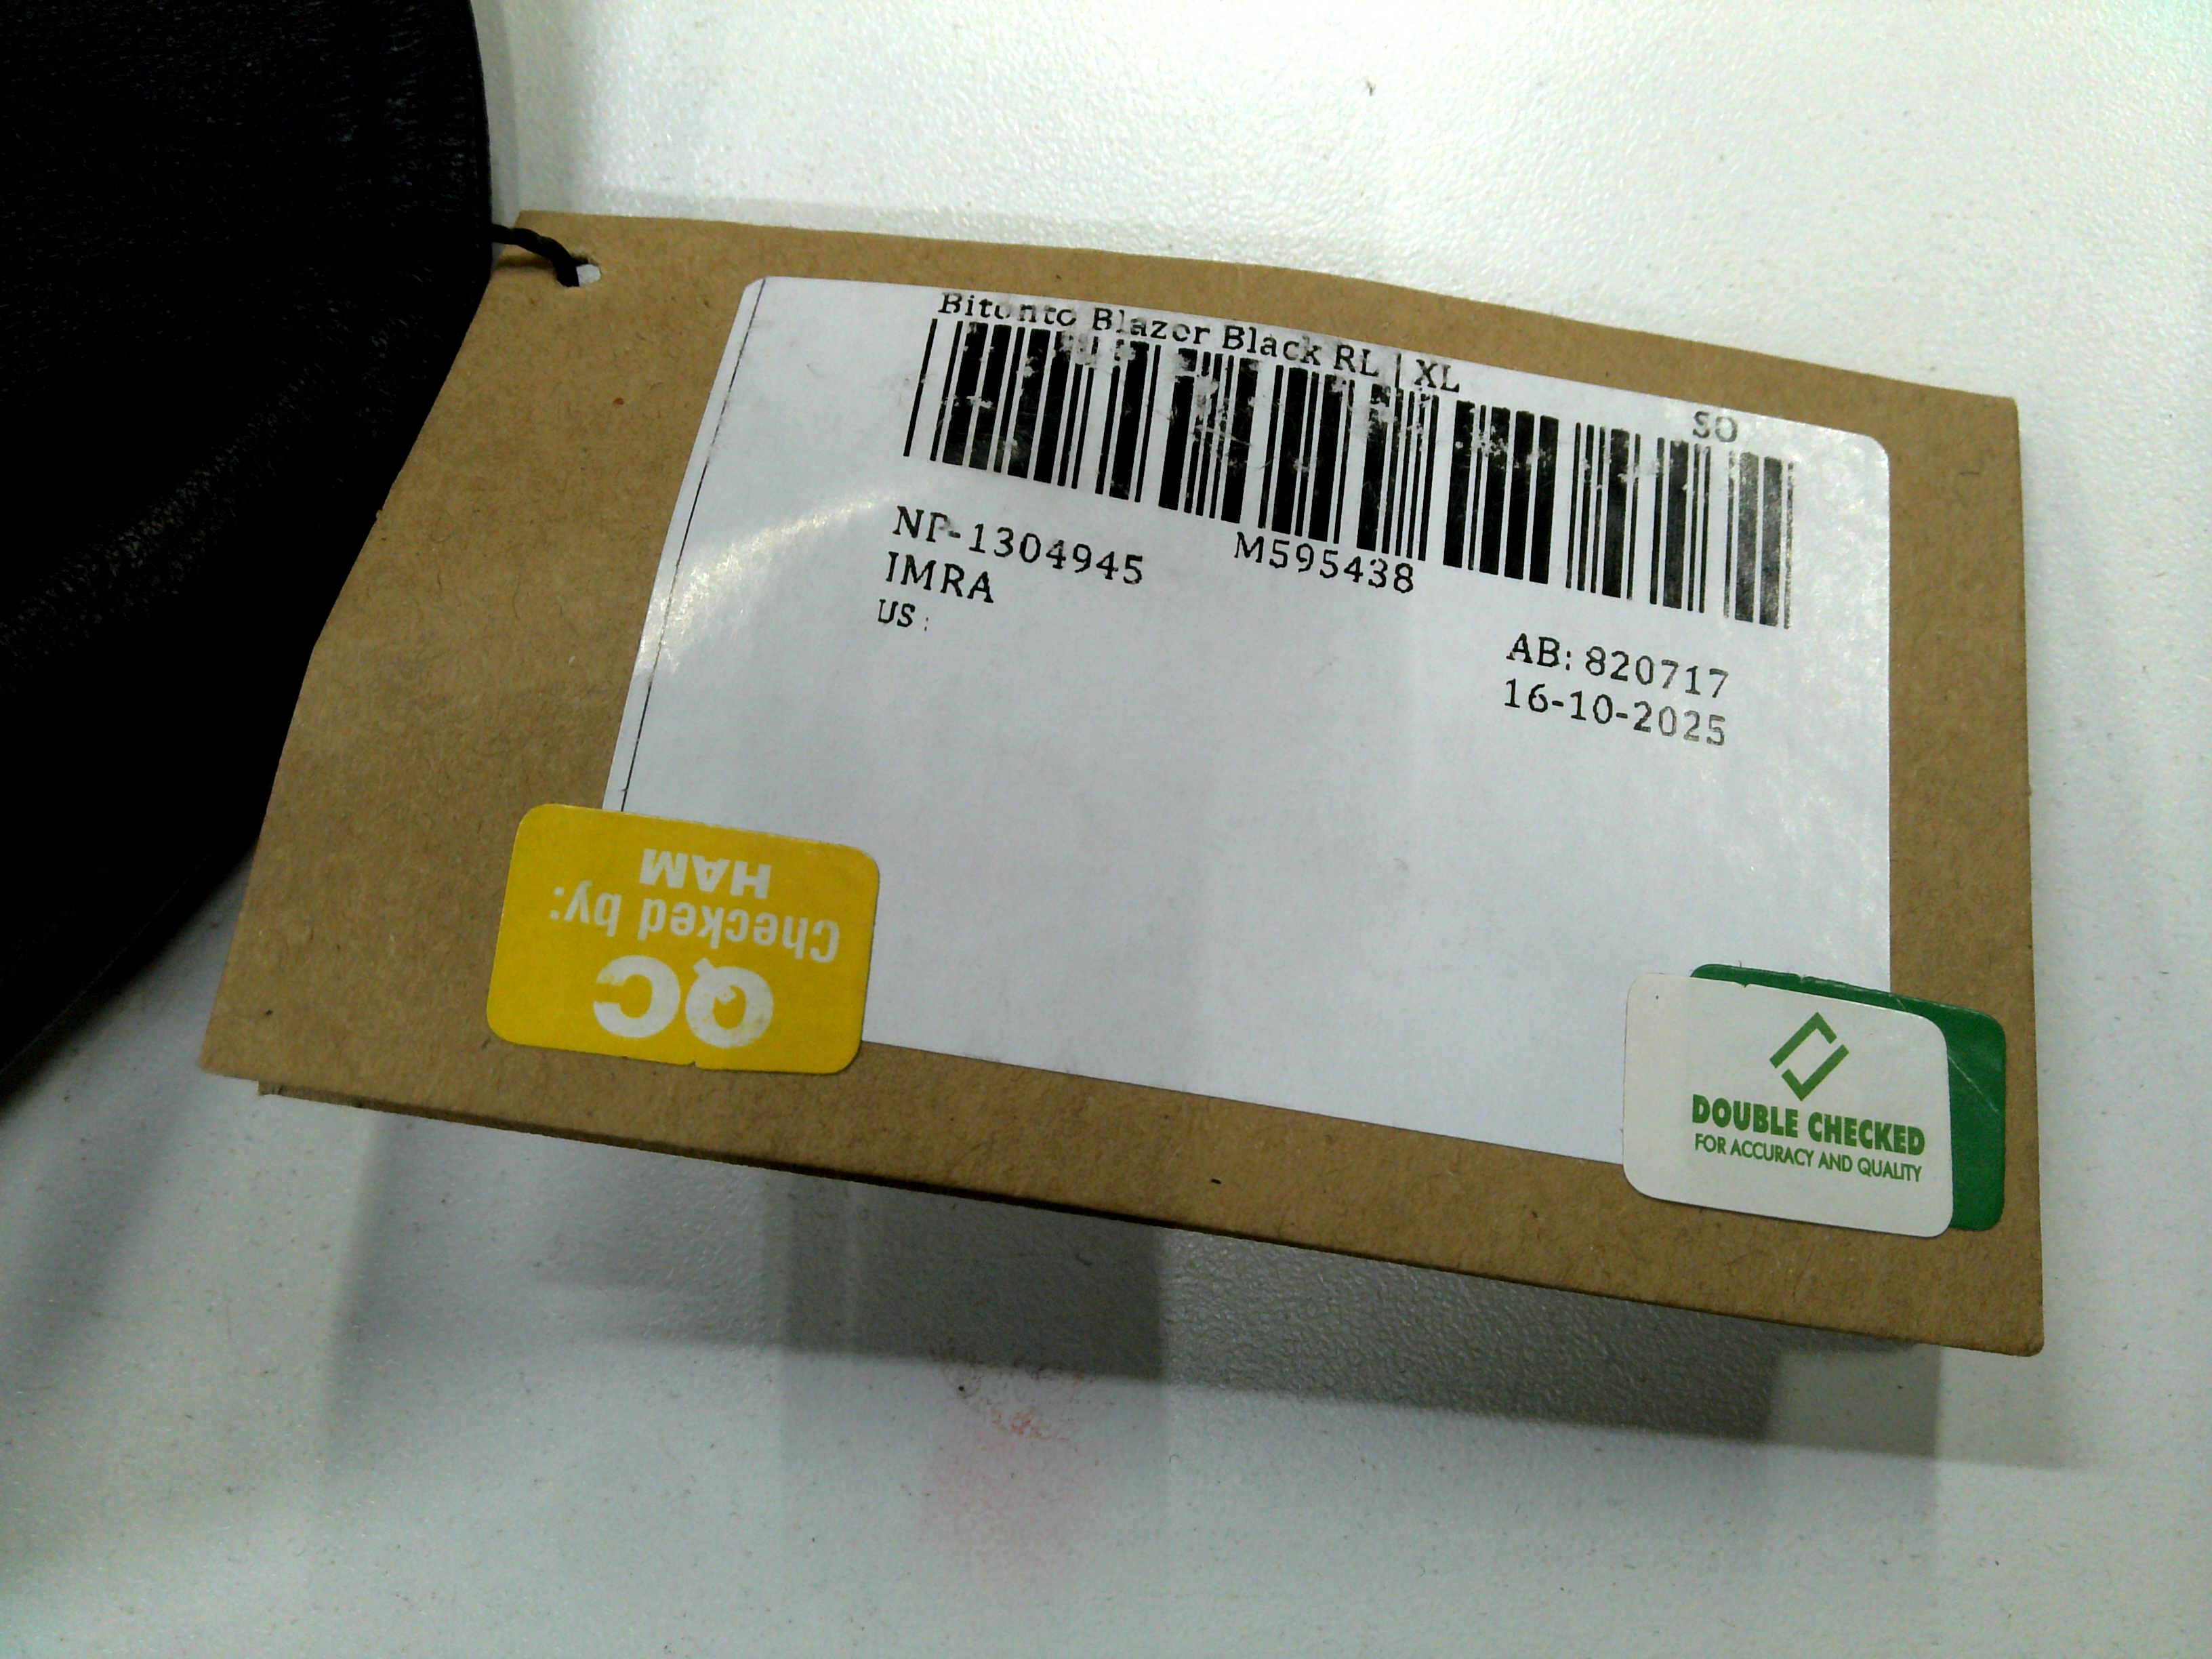 Bitonto Blazer Black RL | XL
SO
NP-1304945
M595438
IMRA
US :
AB: 820717
16-10-2025
QC
Checked by:
HAM
DOUBLE CHECKED
FOR ACCURACY AND QUALITY